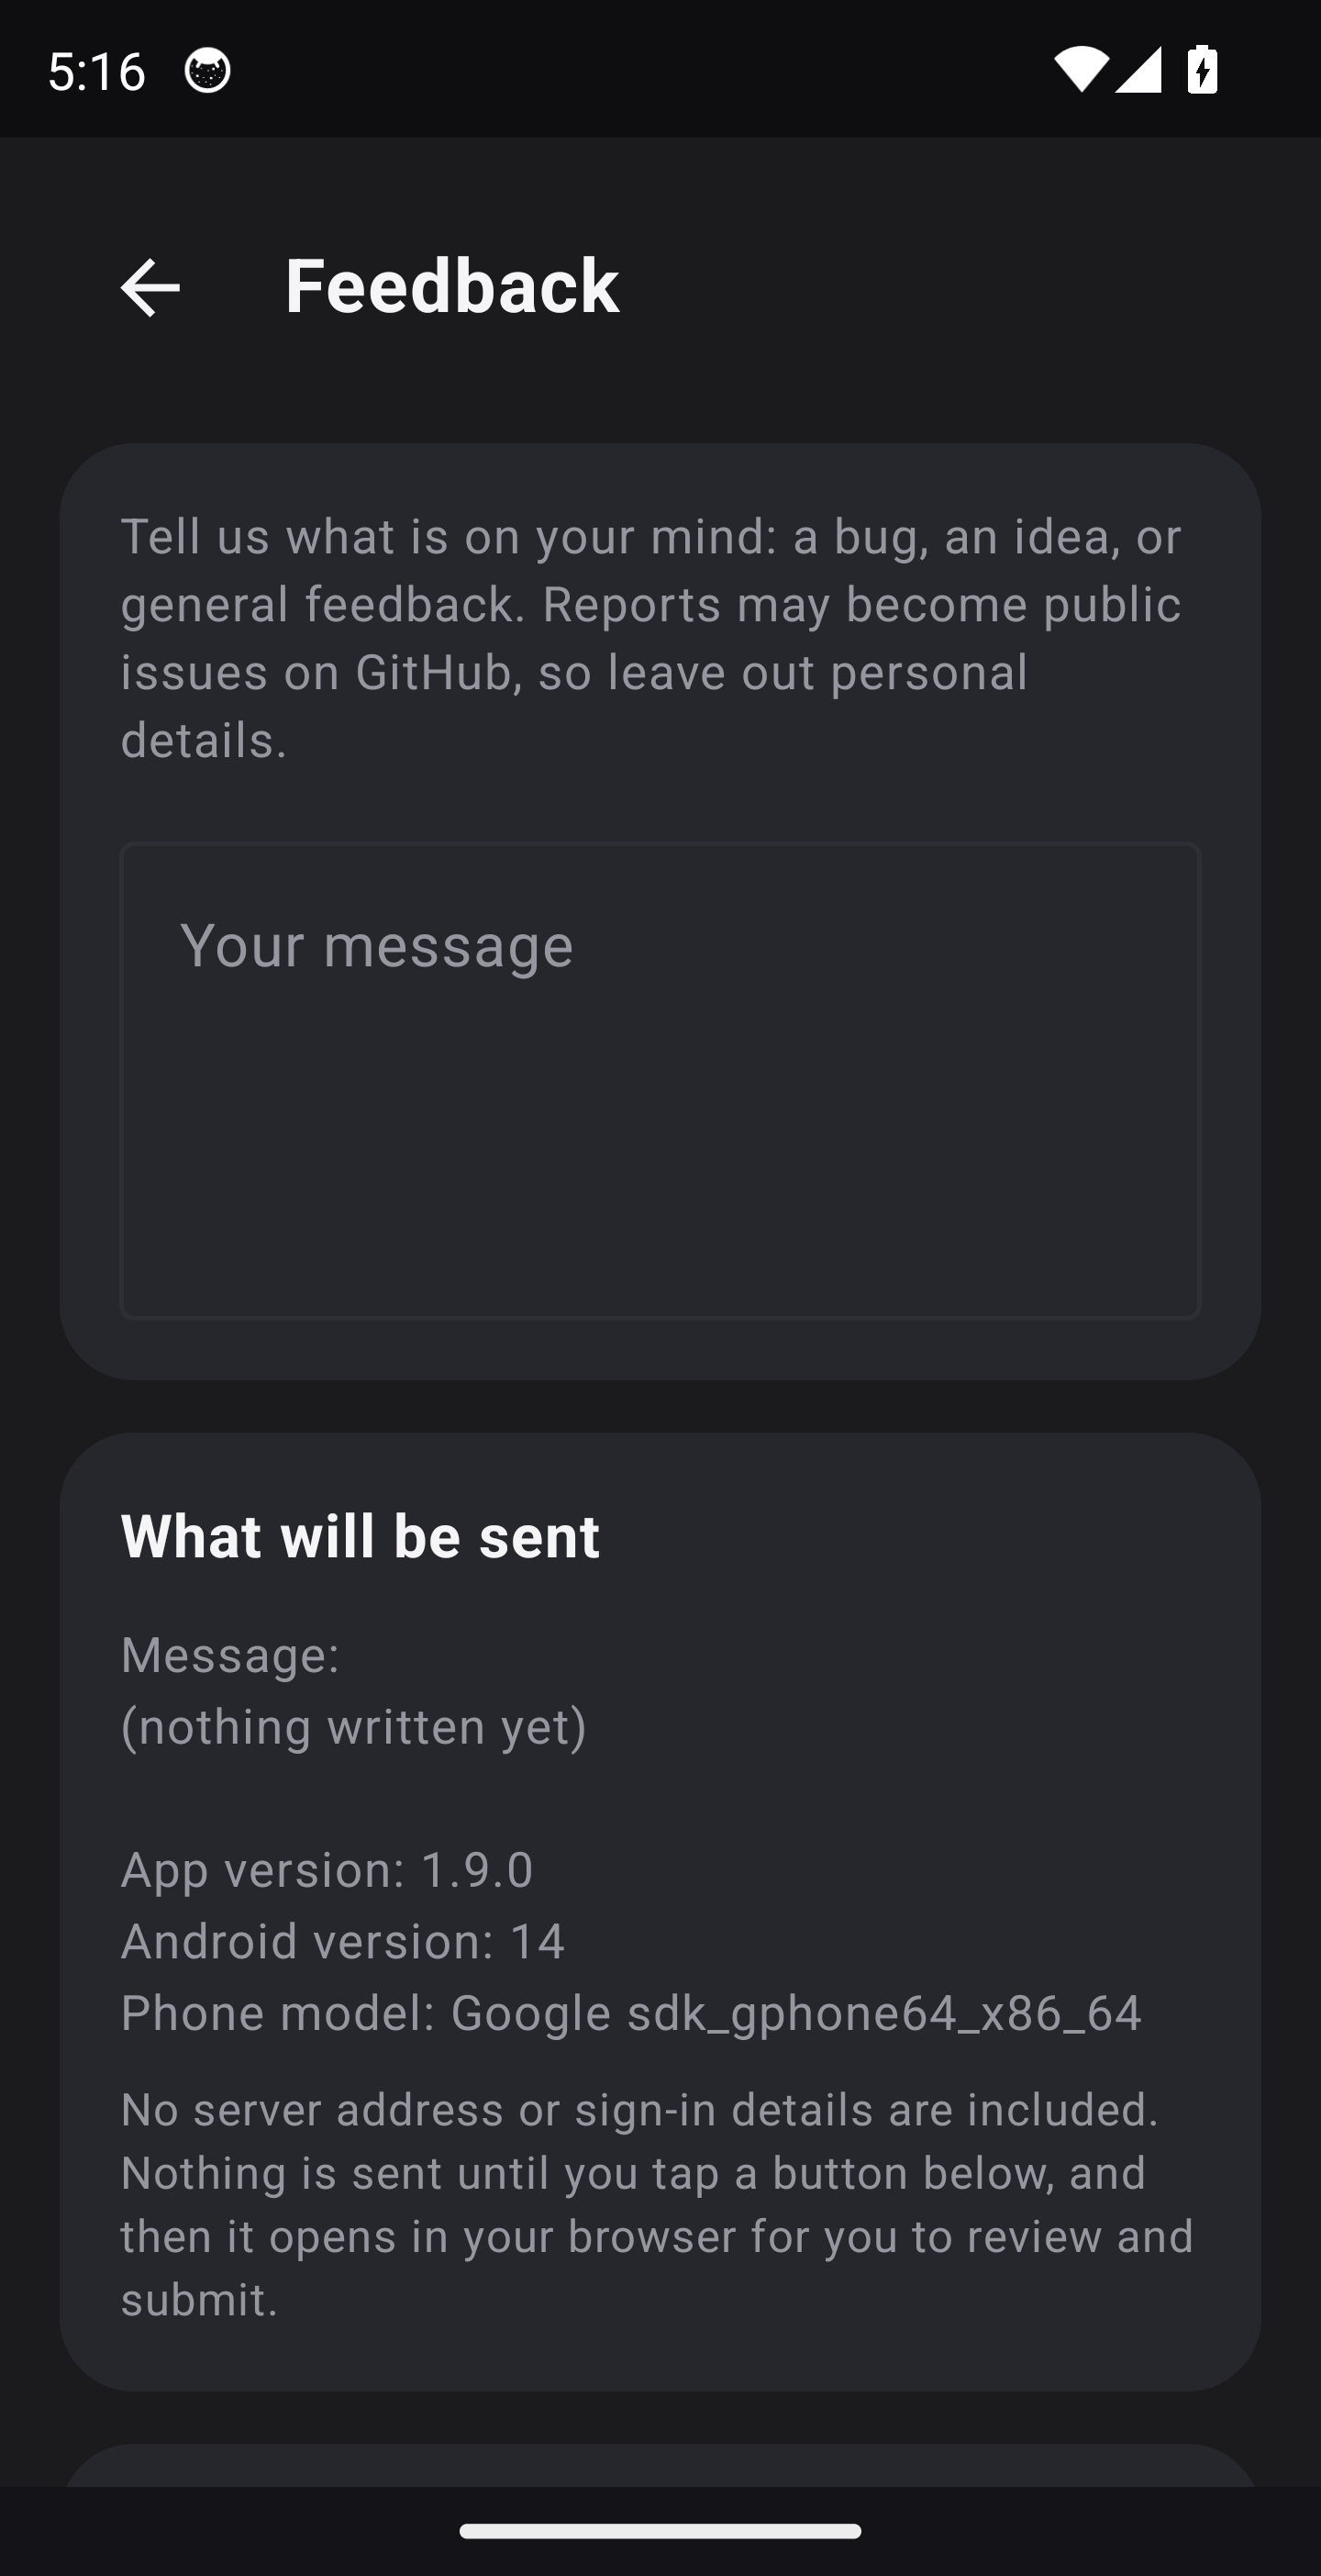 5:16
Feedback
Tell us what is on your mind: a bug, an idea, or
general feedback. Reports may become public
issues on GitHub, so leave out personal
details.
Your message
What will be sent
Message:
(nothing written yet)
App version: 1.9.0
Android version: 14
Phone model: Google sdk_gphone64_x86_64
No server address or sign-in details are included.
Nothing is sent until you tap a button below, and
then it opens in your browser for you to review and
submit.